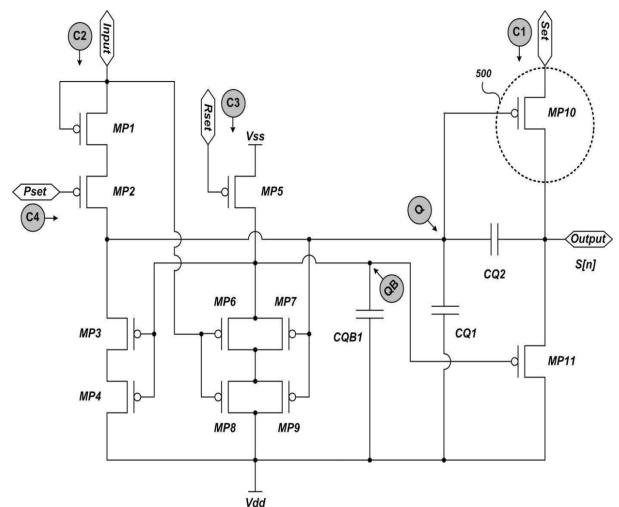 C2
Input
C1
Set
500
C3
Rset
Vss
MP1
MP10
Pset
MP2
MP5
C4
Q
Output
CQ2
S[n]
QB
MP6
MP7
MP3
CQB1
CQ1
MP11
MP4
MP8
MP9
Vdd